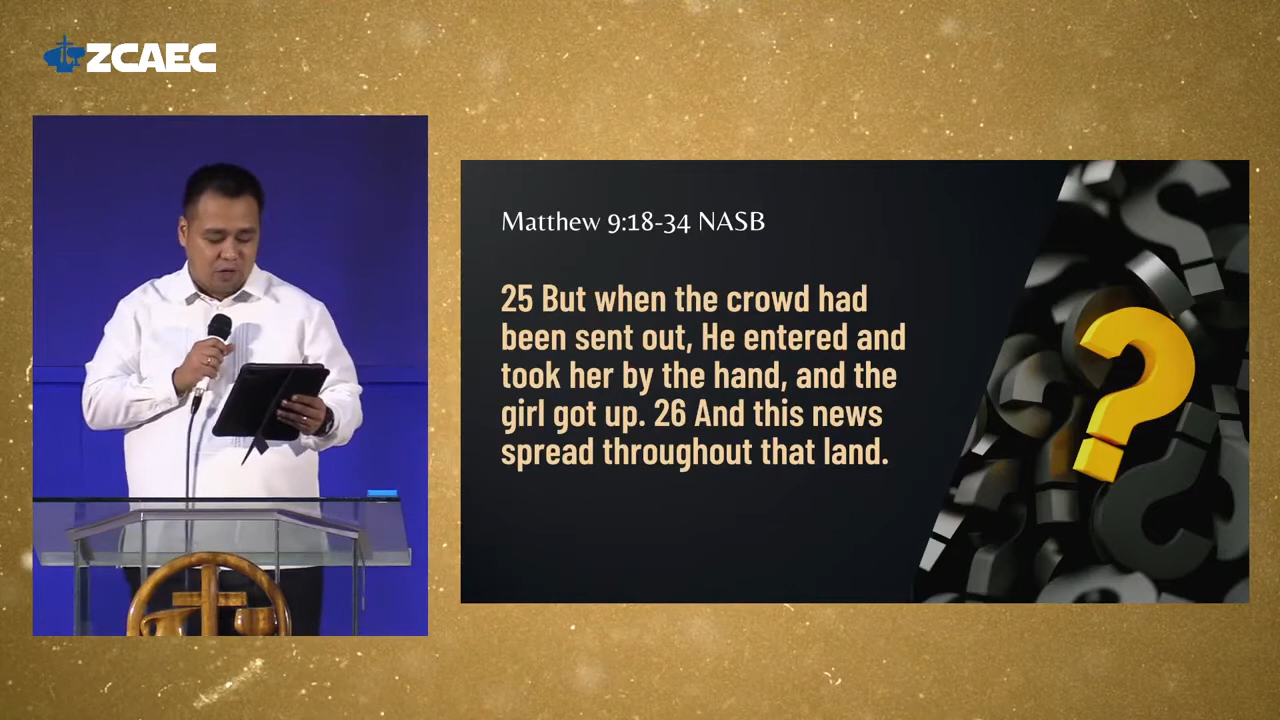 ZCAEC
Matthew 9:18-34 NASB
25 But when the crowd had
been sent out, He entered and
took her by the hand, and the
girl got up. 26 And this news
spread throughout that land.